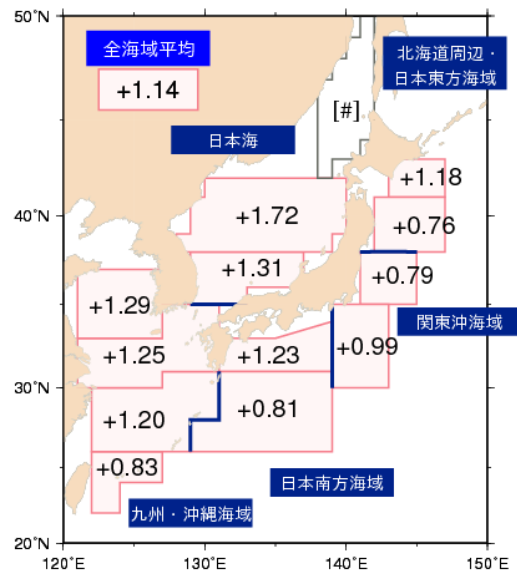 50˚N
全海域平均
+1.14
北海道周辺・
日本東方海域
[#]
日本海
+1.18
40˚N
+1.72
+0.76
+1.31
+0.79
+1.29
関東沖海域
+1.25
+1.23
+0.99
30˚N
+1.20
+0.81
+0.83
日本南方海域
九州・沖縄海域
20˚N
120˚E
130˚E
140˚E
150˚E